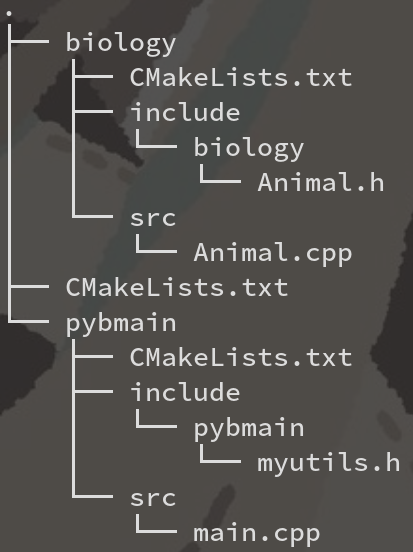 .
biology
CMakeLists.txt
include
biology
Animal.h
src
Animal.cpp
CMakeLists.txt
pybmain
CMakeLists.txt
include
pybmain
myutils.h
src
main.cpp